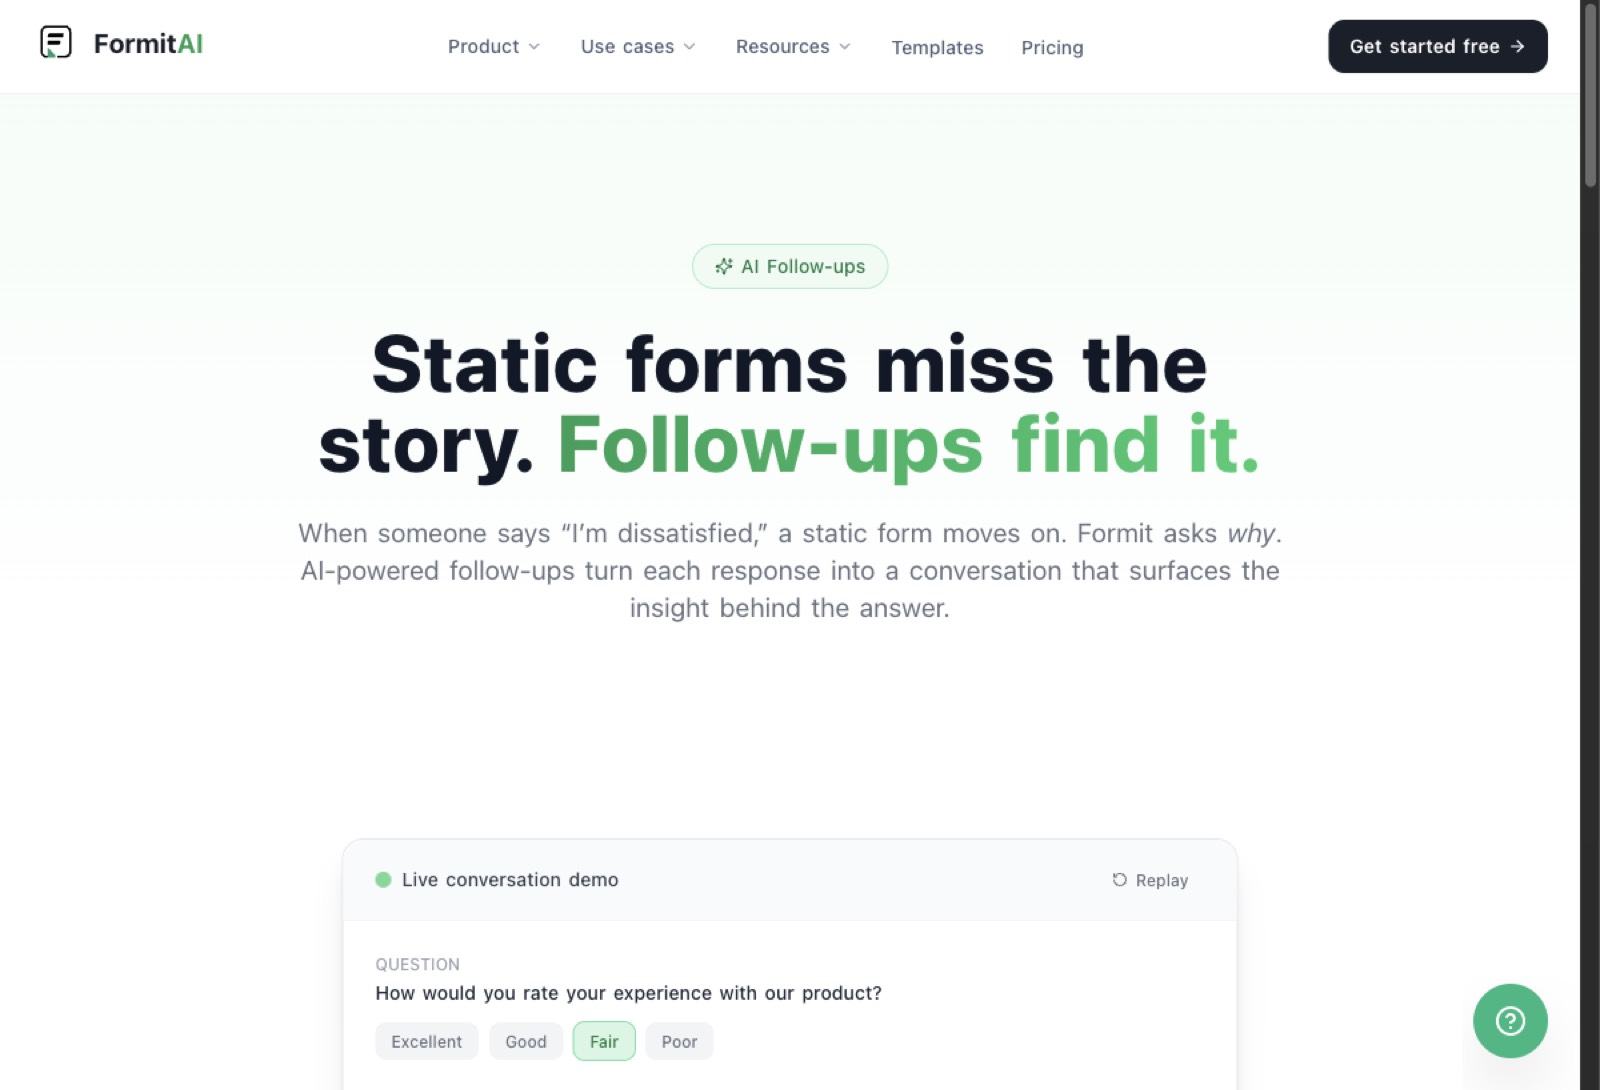 FormitAI
Product
Use cases
Resources
Templates
Pricing
Get started free →
AI Follow-ups
Static forms miss the
story. Follow-ups find it.
When someone says “I’m dissatisfied,” a static form moves on. Formit asks why.
AI-powered follow-ups turn each response into a conversation that surfaces the
insight behind the answer.
Live conversation demo
Replay
QUESTION
How would you rate your experience with our product?
Excellent
Good
Fair
Poor